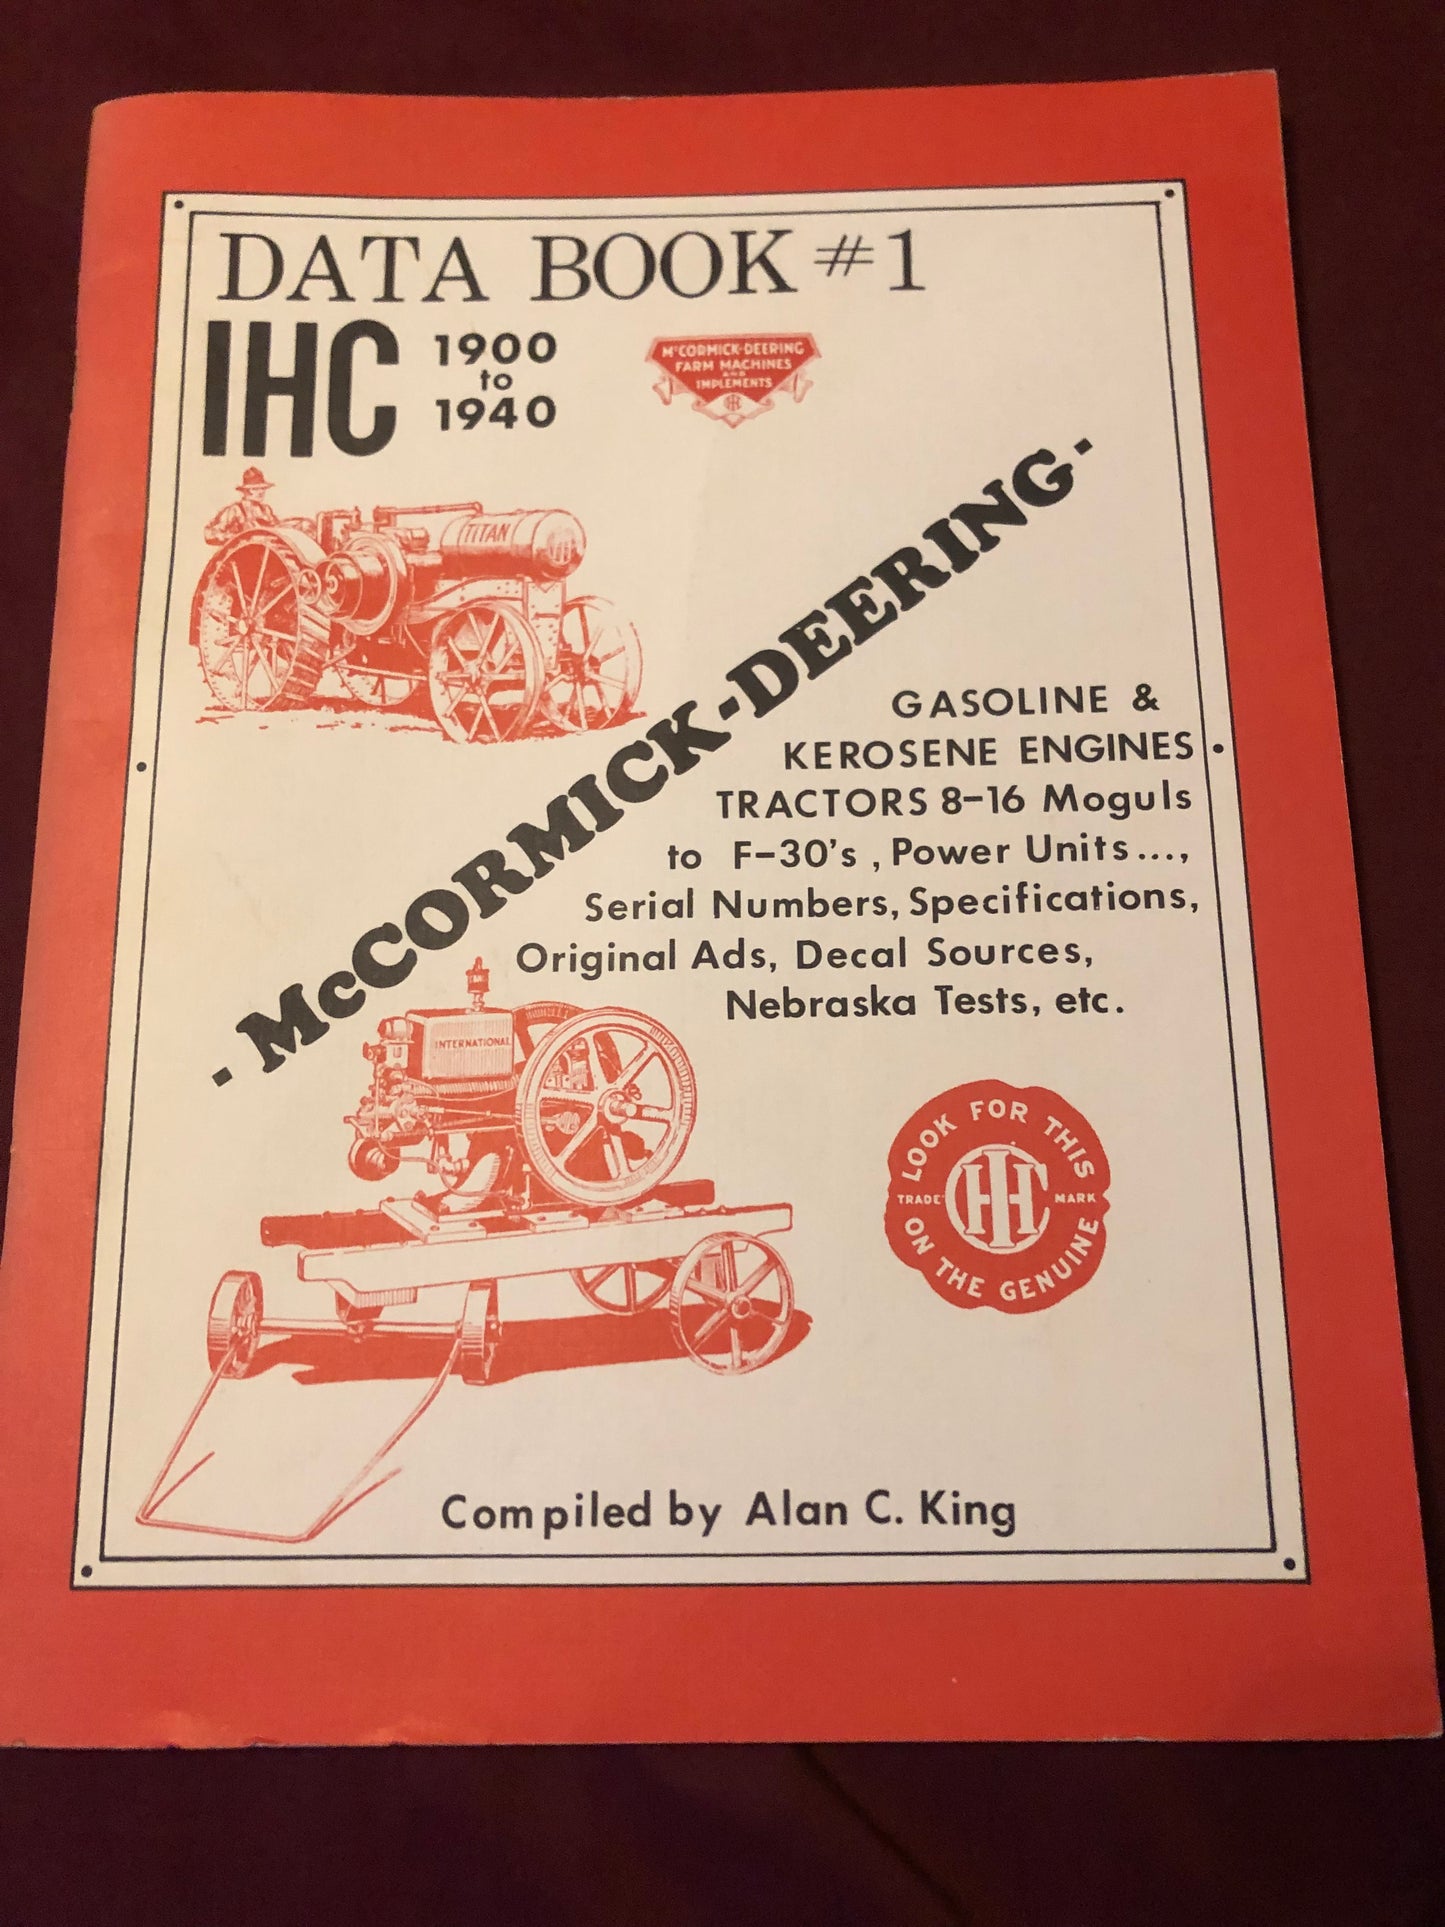 DATA BOOK #1
IHC
1900
to
1940
McCORMICK-DEERING
FARM MACHINES
AND
IMPLEMENTS
IHC
TITAN
·McCORMICK-DEERING·
GASOLINE &
KEROSENE ENGINES
TRACTORS 8-16 Moguls
to F-30's, Power Units...,
Serial Numbers, Specifications,
Original Ads, Decal Sources,
Nebraska Tests, etc.
INTERNATIONAL
LOOK FOR THIS
TRADE MARK
IHC
ON THE GENUINE
Compiled by Alan C. King